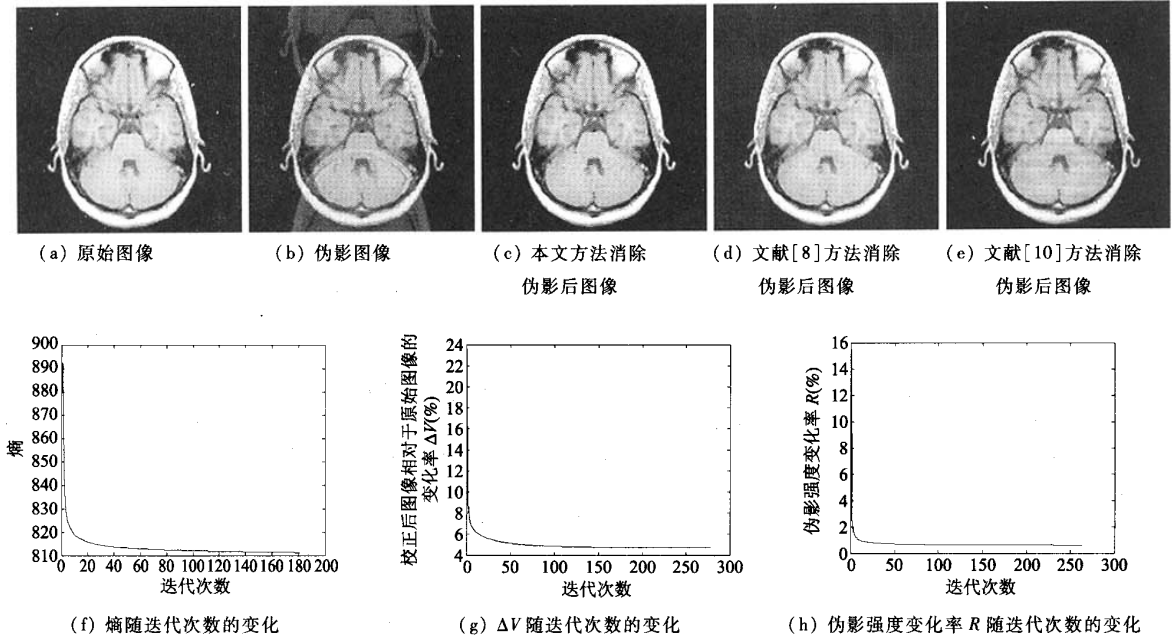 (a) 原始图像
(b) 伪影图像
(c) 本文方法消除
伪影后图像
(d) 文献[8]方法消除
伪影后图像
(e) 文献[10]方法消除
伪影后图像
900
890
880
870
860
850
840
830
820
810
熵
0 20 40 60 80 100 120 140 160 180 200
迭代次数
(f) 熵随迭代次数的变化
校正后图像相对于原始图像的
变化率 ΔV(%)
24
22
20
18
16
14
12
10
8
6
4
0 50 100 150 200 250 300
迭代次数
(g) ΔV 随迭代次数的变化
伪影强度变化率 R(%)
16
14
12
10
8
6
4
2
0
0 50 100 150 200 250 300
迭代次数
(h) 伪影强度变化率 R 随迭代次数的变化